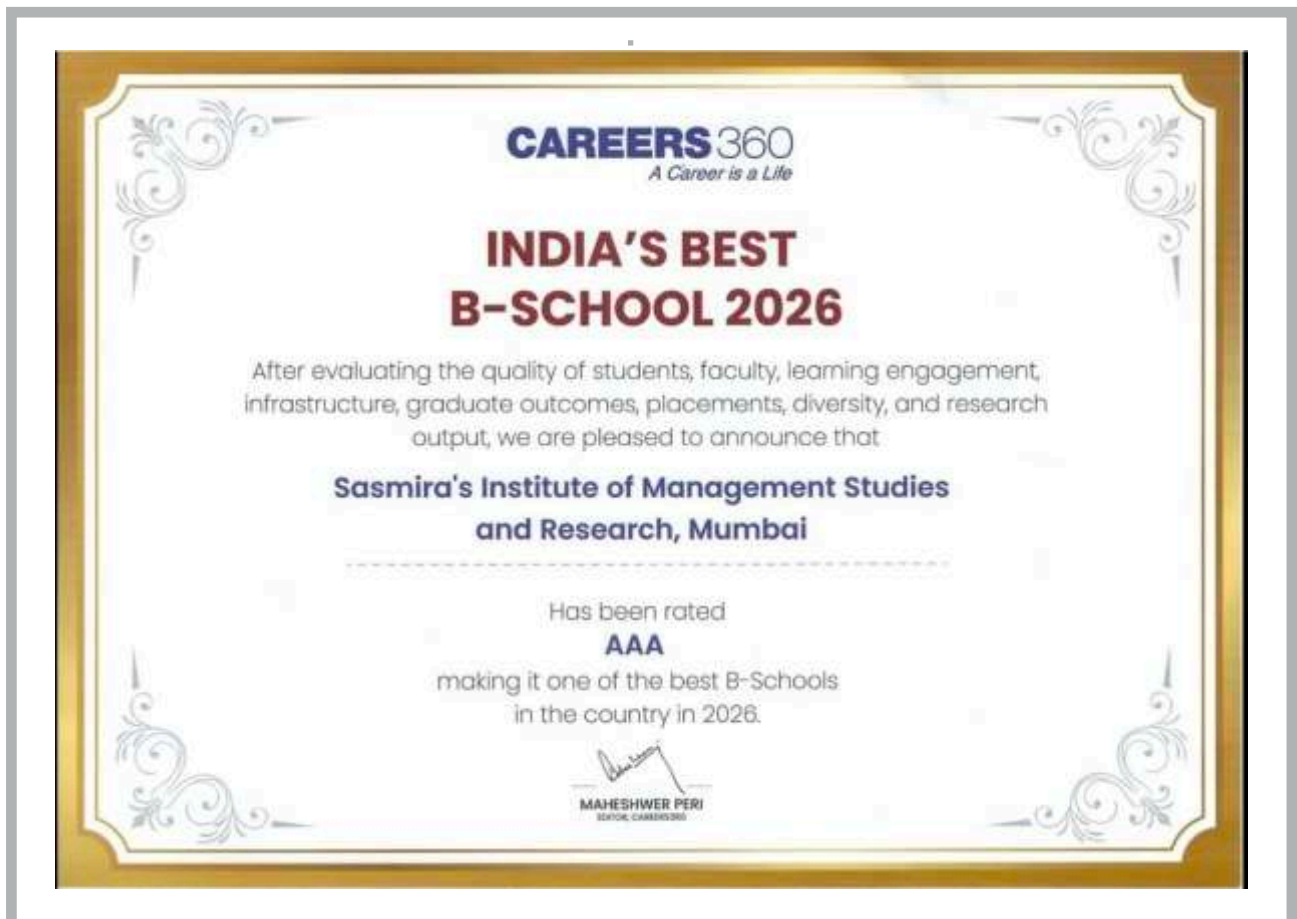 CAREERS 360
A Career is a Life
INDIA'S BEST
B-SCHOOL 2026
After evaluating the quality of students, faculty, learning engagement,
infrastructure, graduate outcomes, placements, diversity, and research
output, we are pleased to announce that
Sasmira's Institute of Management Studies
and Research, Mumbai
Has been rated
AAA
making it one of the best B-Schools
in the country in 2026.
MAHESHWER PERI
EDITOR, CAREERS360